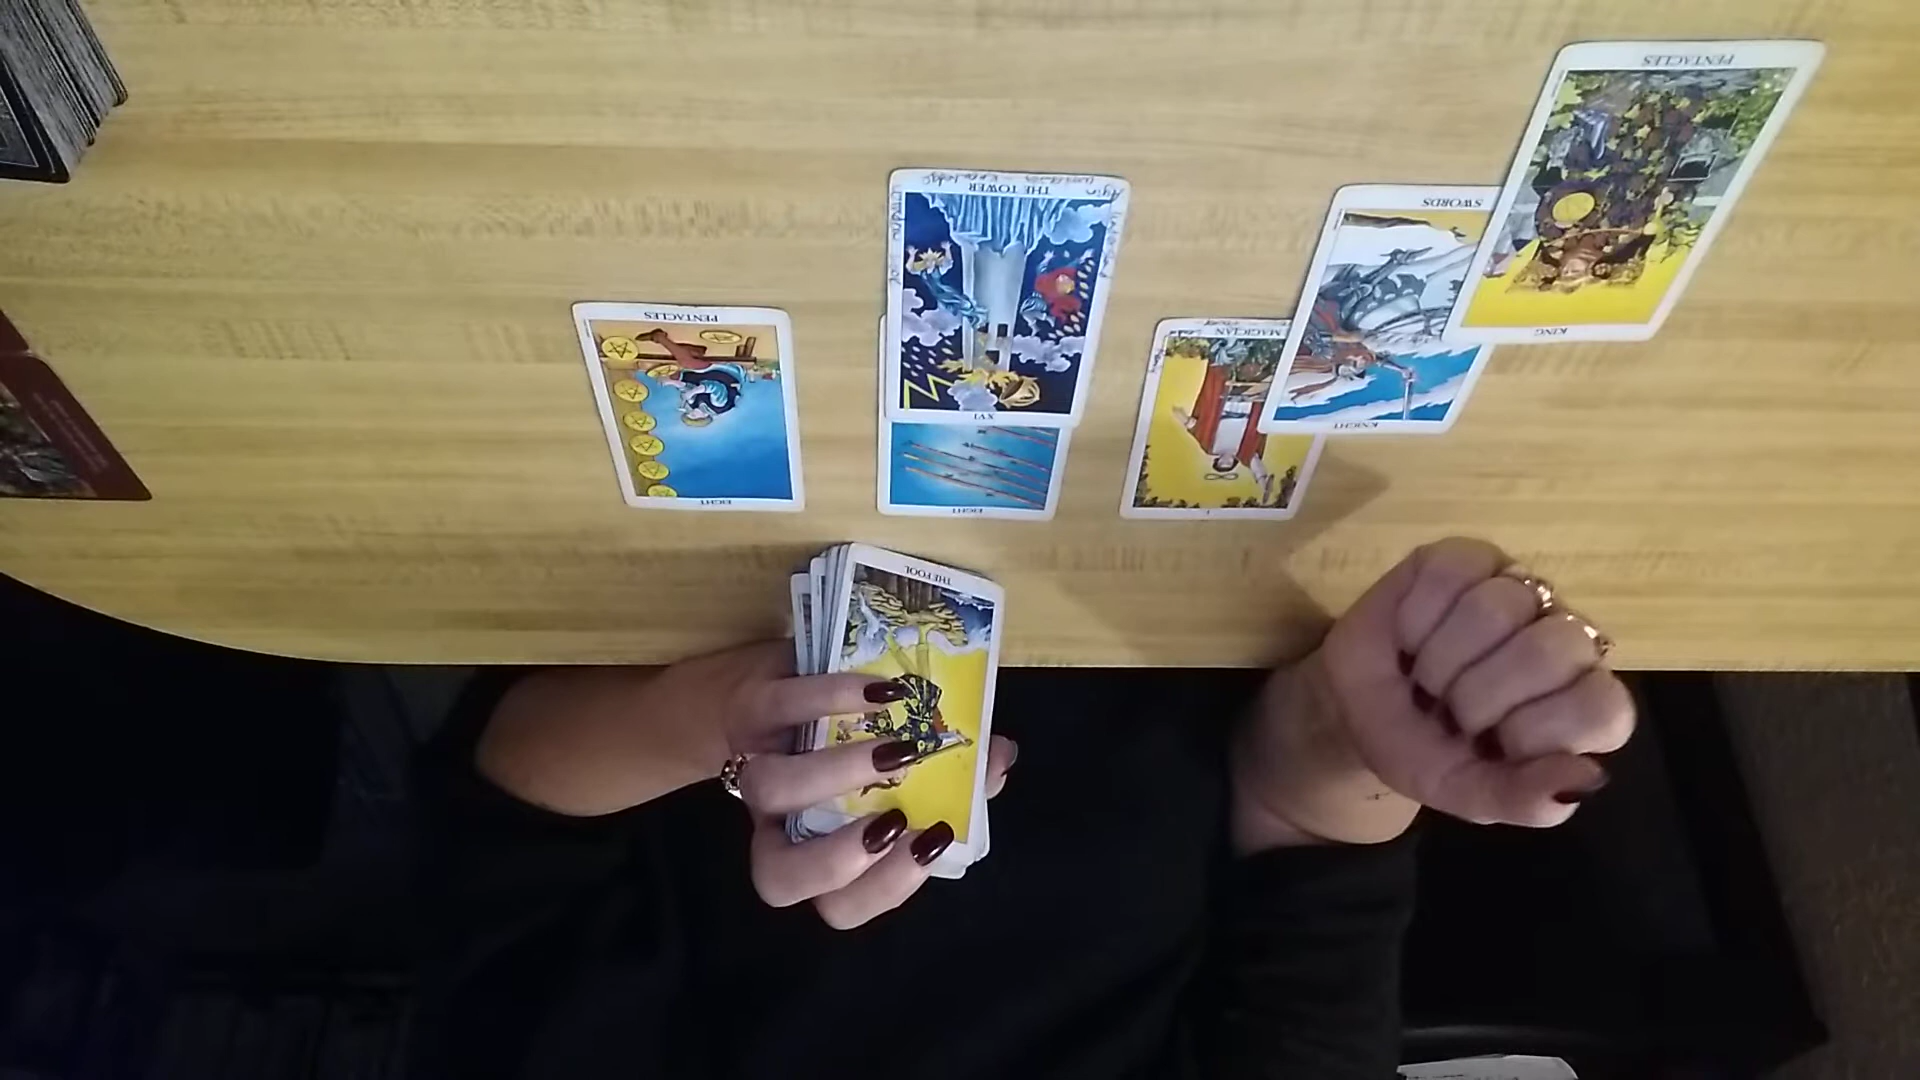 PENTACLES
KING
SWORDS
KNIGHT
THE TOWER
XVI
MAGICIAN
I
PENTACLES
EIGHT
EIGHT
THE FOOL